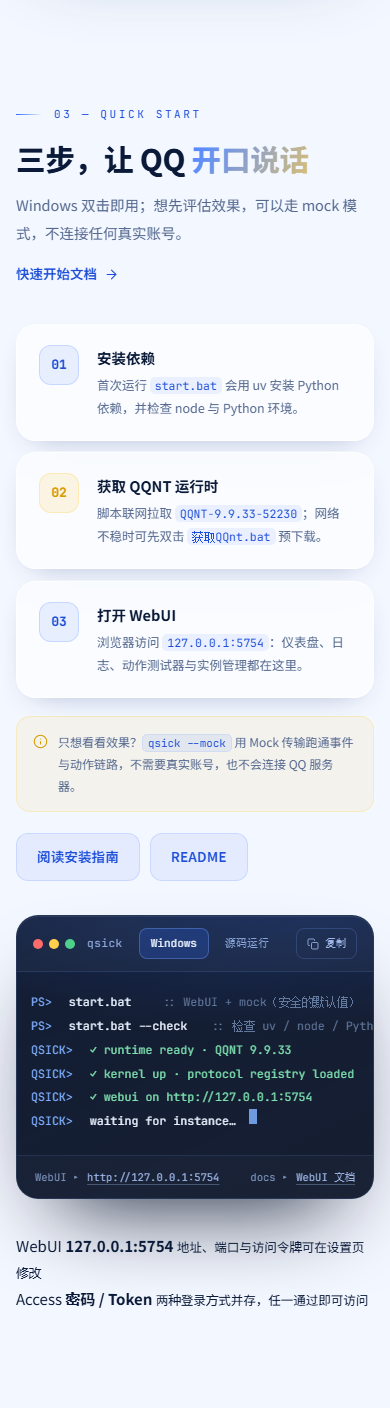 03 — QUICK START
三步，让 QQ 开口说话
Windows 双击即用；想先评估效果，可以走 mock 模
式，不连接任何真实账号。
快速开始文档 →
01
安装依赖
首次运行 start.bat 会用 uv 安装 Python
依赖，并检查 node 与 Python 环境。
02
获取 QQNT 运行时
脚本联网拉取 QQNT-9.9.33-52230；网络
不稳时可先双击 获取QQnt.bat 预下载。
03
打开 WebUI
浏览器访问 127.0.0.1:5754：仪表盘、日
志、动作测试器与实例管理都在这里。
只想看看效果？ qsick --mock 用 Mock 传输跑通事件
与动作链路，不需要真实账号，也不会连接 QQ 服务
器。
阅读安装指南 README
qsick Windows 源码运行 复制
PS> start.bat :: WebUI + mock（安全的默认值）
PS> start.bat --check :: 检查 uv / node / Pyth
QSICK> ✓ runtime ready · QQNT 9.9.33
QSICK> ✓ kernel up · protocol registry loaded
QSICK> ✓ webui on http://127.0.0.1:5754
QSICK> waiting for instance…
WebUI ▸ http://127.0.0.1:5754 docs ▸ WebUI 文档
WebUI 127.0.0.1:5754 地址、端口与访问令牌可在设置页
修改
Access 密码 / Token 两种登录方式并存，任一通过即可访问